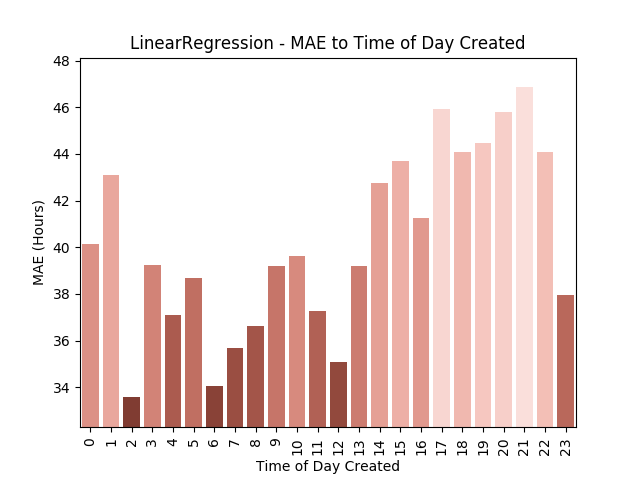 LinearRegression - MAE to Time of Day Created
48
46
44
42
40
38
36
34
MAE (Hours)
0 1 2 3 4 5 6 7 8 9 10 11 12 13 14 15 16 17 18 19 20 21 22 23
Time of Day Created